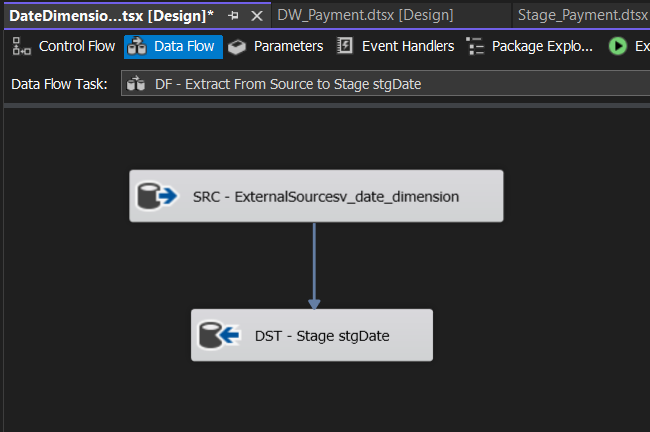 DateDimensio...tsx [Design]* DW_Payment.dtsx [Design] Stage_Payment.dtsx
Control Flow Data Flow Parameters Event Handlers Package Explo... Ex
Data Flow Task: DF - Extract From Source to Stage stgDate
SRC - ExternalSourcesv_date_dimension
DST - Stage stgDate